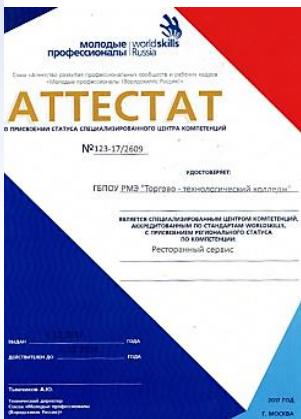 молодые профессионалы
worldskills Russia
Союз «Агентство развития профессиональных сообществ и рабочих кадров
«Молодые профессионалы (Ворлдскиллс Россия)»
АТТЕСТАТ
О ПРИСВОЕНИИ СТАТУСА СПЕЦИАЛИЗИРОВАННОГО ЦЕНТРА КОМПЕТЕНЦИЙ
№123-17/2609
УДОСТОВЕРЯЕТ:
ГБПОУ РМЭ "Торгово - технологический колледж"
ЯВЛЯЕТСЯ СПЕЦИАЛИЗИРОВАННЫМ ЦЕНТРОМ КОМПЕТЕНЦИЙ,
АККРЕДИТОВАННЫМ ПО СТАНДАРТАМ WORLDSKILLS,
С ПРИСВОЕНИЕМ РЕГИОНАЛЬНОГО СТАТУСА
ПО КОМПЕТЕНЦИИ:
Ресторанный сервис
ВЫДАН ГОДА
ДЕЙСТВИТЕЛЕН ДО ГОДА
Тымчиков А.Ю.
Технический директор
Союза «Молодые профессионалы
(Ворлдскиллс Россия)»
2017 ГОД
Г. МОСКВА